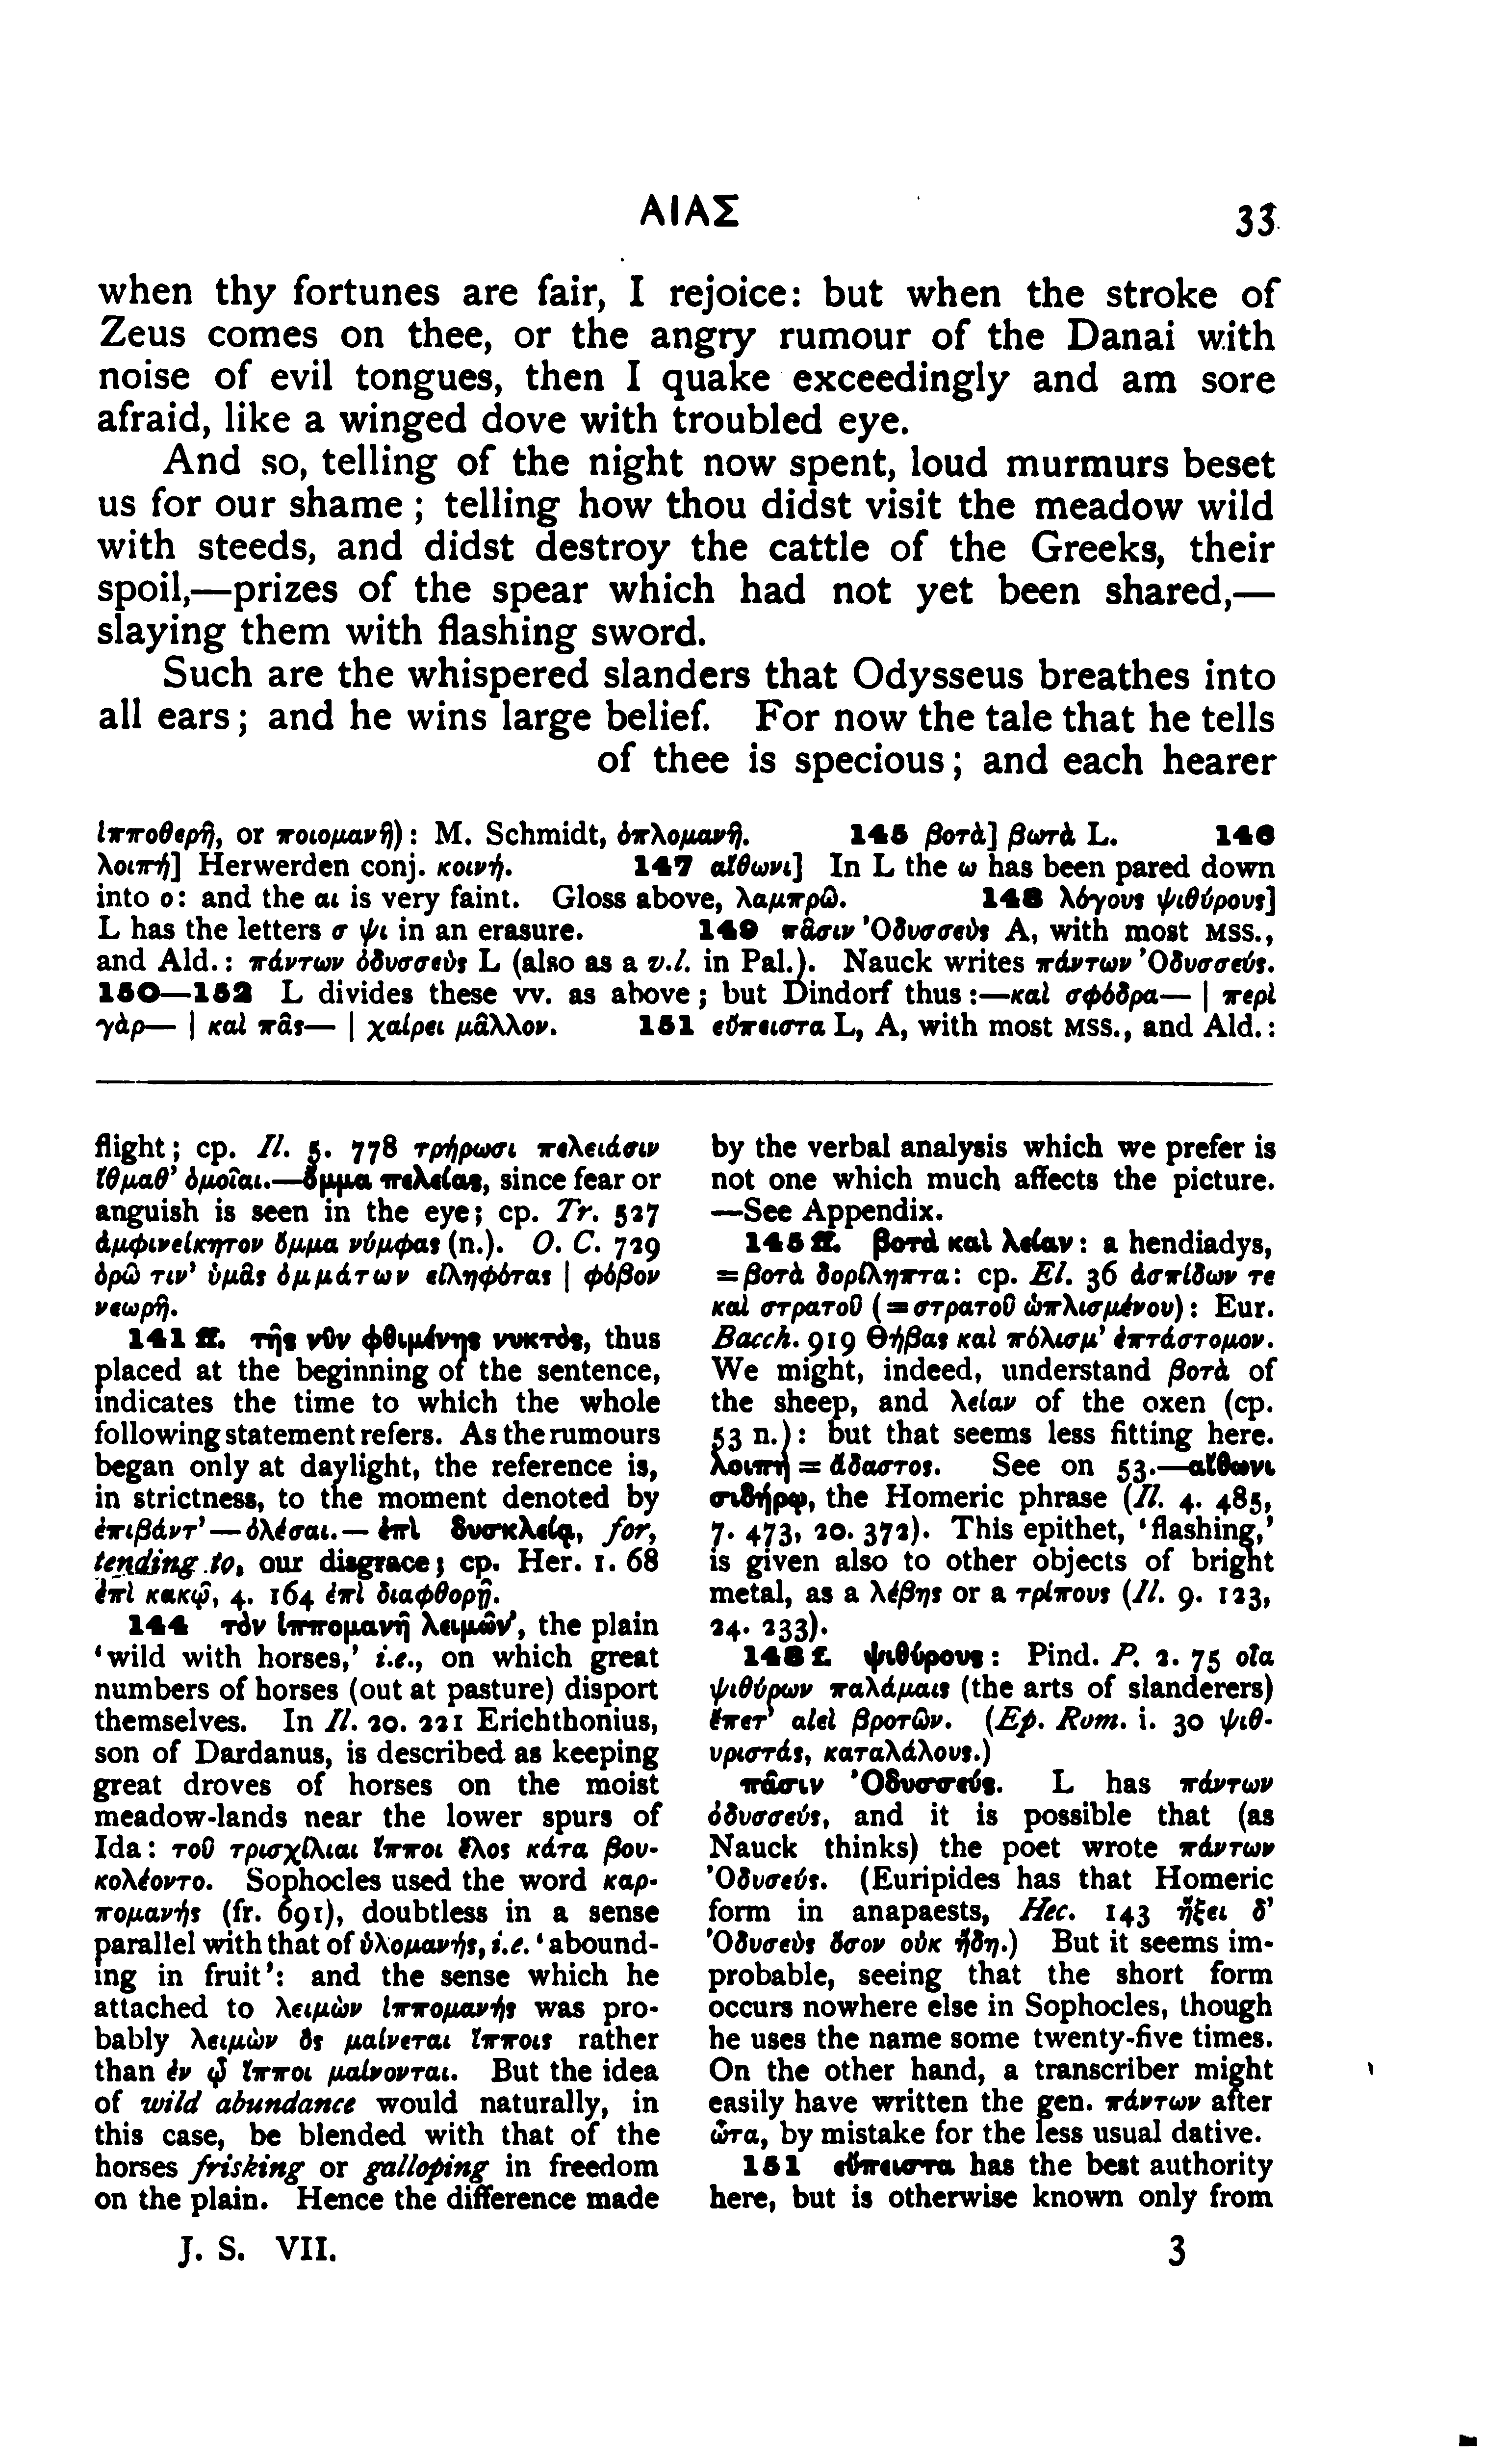 ΑΙΑΣ 33
when thy fortunes are fair, I rejoice: but when the stroke of
Zeus comes on thee, or the angry rumour of the Danai with
noise of evil tongues, then I quake exceedingly and am sore
afraid, like a winged dove with troubled eye.
And so, telling of the night now spent, loud murmurs beset
us for our shame; telling how thou didst visit the meadow wild
with steeds, and didst destroy the cattle of the Greeks, their
spoil,—prizes of the spear which had not yet been shared,—
slaying them with flashing sword.
Such are the whispered slanders that Odysseus breathes into
all ears; and he wins large belief. For now the tale that he tells
of thee is specious; and each hearer
ἱπποθερῆ, or ποιομανῆ): M. Schmidt, ὁπλομανῆ. 145 βοτὰ] βωτὰ L. 146
λοιπή] Herwerden conj. κοινή. 147 αἴθωνι] In L the ω has been pared down
into ο: and the αι is very faint. Gloss above, λαμπρῶ. 148 λόγους ψιθύρους]
L has the letters σ ψι in an erasure. 149 πᾶσιν Ὀδυσσεὺς A, with most MSS.,
and Ald.: πάντων ὀδυσσεὺς L (also as a v.l. in Pal.). Nauck writes πάντων Ὀδυσσεύς.
150—152 L divides these vv. as above; but Dindorf thus:—καὶ σφόδρα— | περὶ
γὰρ— | καὶ πᾶς— | χαίρει μᾶλλον. 151 εὔπειστα L, A, with most MSS., and Ald.:
flight; cp. Il. 5. 778 τρήρωσι πελειάσιν
ἴθμαθ' ὁμοῖαι.—ὄμμα πελείας, since fear or
anguish is seen in the eye; cp. Tr. 527
ἀμφινείκητον ὄμμα νύμφας (n.). O. C. 729
ὁρῶ τιν' ὑμᾶς ὀμμάτων εἰληφότας | φόβον
νεωρῆ.
141 ff. τῆς νῦν φθιμένης νυκτὸς, thus
placed at the beginning of the sentence,
indicates the time to which the whole
following statement refers. As the rumours
began only at daylight, the reference is,
in strictness, to the moment denoted by
ἐπιβάντ'—ὀλέσαι.—ἐπὶ δυσκλείᾳ, for,
tending to, our disgrace; cp. Her. 1. 68
ἐπὶ κακῷ, 4. 164 ἐπὶ διαφθορῇ.
144 τὸν ἱππομανῆ λειμῶν', the plain
'wild with horses,' i.e., on which great
numbers of horses (out at pasture) disport
themselves. In Il. 20. 221 Erichthonius,
son of Dardanus, is described as keeping
great droves of horses on the moist
meadow-lands near the lower spurs of
Ida: τοῦ τρισχίλιαι ἵπποι ἕλος κάτα βου-
κολέοντο. Sophocles used the word καρ-
πομανής (fr. 691), doubtless in a sense
parallel with that of ὑλομανής, i.e. 'abound-
ing in fruit': and the sense which he
attached to λειμὼν ἱππομανής was pro-
bably λειμὼν ὃς μαίνεται ἵπποις rather
than ἐν ᾧ ἵπποι μαίνονται. But the idea
of wild abundance would naturally, in
this case, be blended with that of the
horses frisking or galloping in freedom
on the plain. Hence the difference made
by the verbal analysis which we prefer is
not one which much affects the picture.
—See Appendix.
145 ff. βοτὰ καὶ λείαν: a hendiadys,
=βοτὰ δορίληπτα: cp. El. 36 ἀσπίδων τε
καὶ στρατοῦ (=στρατοῦ ὡπλισμένου): Eur.
Bacch. 919 Θήβας καὶ πόλισμ' ἑπτάστομον.
We might, indeed, understand βοτὰ of
the sheep, and λείαν of the oxen (cp.
53 n.): but that seems less fitting here.
λοιπὴ = ἄδαστος. See on 53.—αἴθωνι
σιδήρῳ, the Homeric phrase (Il. 4. 485,
7. 473, 20. 372). This epithet, 'flashing,'
is given also to other objects of bright
metal, as a λέβης or a τρίπους (Il. 9. 123,
24. 233).
148 f. ψιθύρους: Pind. P. 2. 75 οἷα
ψιθύρων παλάμαις (the arts of slanderers)
ἕπετ' αἰεὶ βροτῶν. (Ep. Rom. i. 30 ψιθ-
υριστάς, καταλάλους.)
πᾶσιν Ὀδυσσεύς. L has πάντων
ὀδυσσεύς, and it is possible that (as
Nauck thinks) the poet wrote πάντων
Ὀδυσεύς. (Euripides has that Homeric
form in anapaests, Hec. 143 ἥξει δ'
Ὀδυσεὺς ὅσον οὐκ ἤδη.) But it seems im-
probable, seeing that the short form
occurs nowhere else in Sophocles, though
he uses the name some twenty-five times.
On the other hand, a transcriber might
easily have written the gen. πάντων after
ὦτα, by mistake for the less usual dative.
151 εὔπειστα has the best authority
here, but is otherwise known only from
J. S. VII. 3